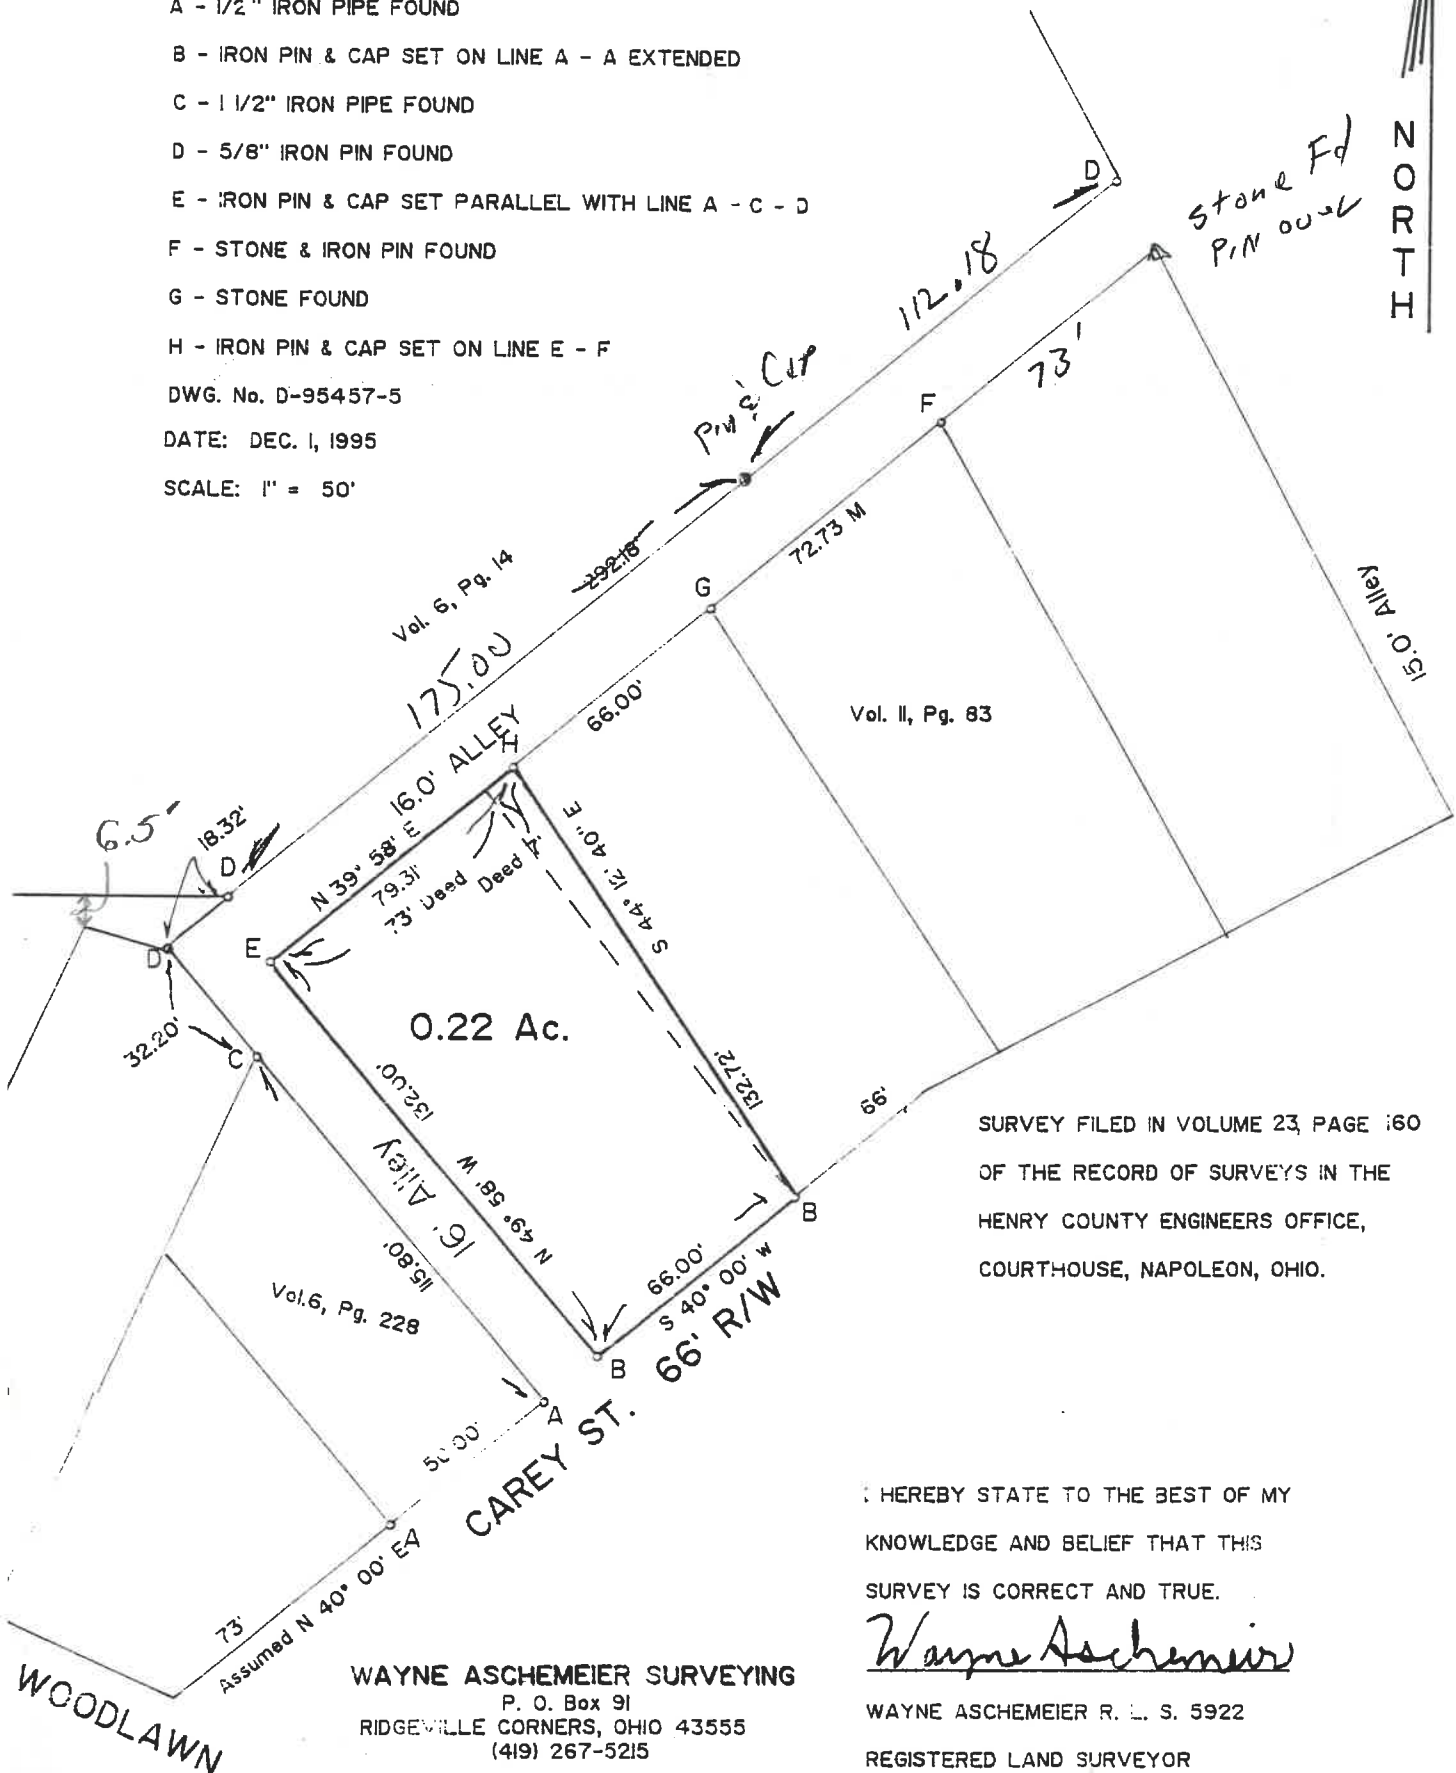 A - 1/2" IRON PIPE FOUND
B - IRON PIN & CAP SET ON LINE A - A EXTENDED
C - 1 1/2" IRON PIPE FOUND
D - 5/8" IRON PIN FOUND
E - IRON PIN & CAP SET PARALLEL WITH LINE A - C - D
F - STONE & IRON PIN FOUND
G - STONE FOUND
H - IRON PIN & CAP SET ON LINE E - F
DWG. No. D-95457-5
DATE: DEC. 1, 1995
SCALE: 1" = 50'
NORTH
D
Stone Fd
PIN over
112.18
73'
Pin & Cap
F
292.18'
72.73 M
Vol. 6, Pg. 14
G
175.00
15.0' Alley
66.00'
Vol. II, Pg. 83
16.0' ALLEY
H
6.5'
18.32'
D
N 39° 58' E
79.31'
73' Deed
Deed
S 44° 12' 40" E
D
E
0.22 Ac.
32.20'
C
132.00'
132.72'
66'
16' Alley
N 49° 58' W
B
115.80'
66.00'
S 40° 00' W
Vol.6, Pg. 228
B
CAREY ST. 66' R/W
A
50.00'
A
Assumed N 40° 00' E
73'
WOODLAWN
SURVEY FILED IN VOLUME 23, PAGE 160
OF THE RECORD OF SURVEYS IN THE
HENRY COUNTY ENGINEERS OFFICE,
COURTHOUSE, NAPOLEON, OHIO.
I HEREBY STATE TO THE BEST OF MY
KNOWLEDGE AND BELIEF THAT THIS
SURVEY IS CORRECT AND TRUE.
Wayne Aschemeier
WAYNE ASCHEMEIER R. L. S. 5922
REGISTERED LAND SURVEYOR
WAYNE ASCHEMEIER SURVEYING
P. O. Box 91
RIDGEVILLE CORNERS, OHIO 43555
(419) 267-5215